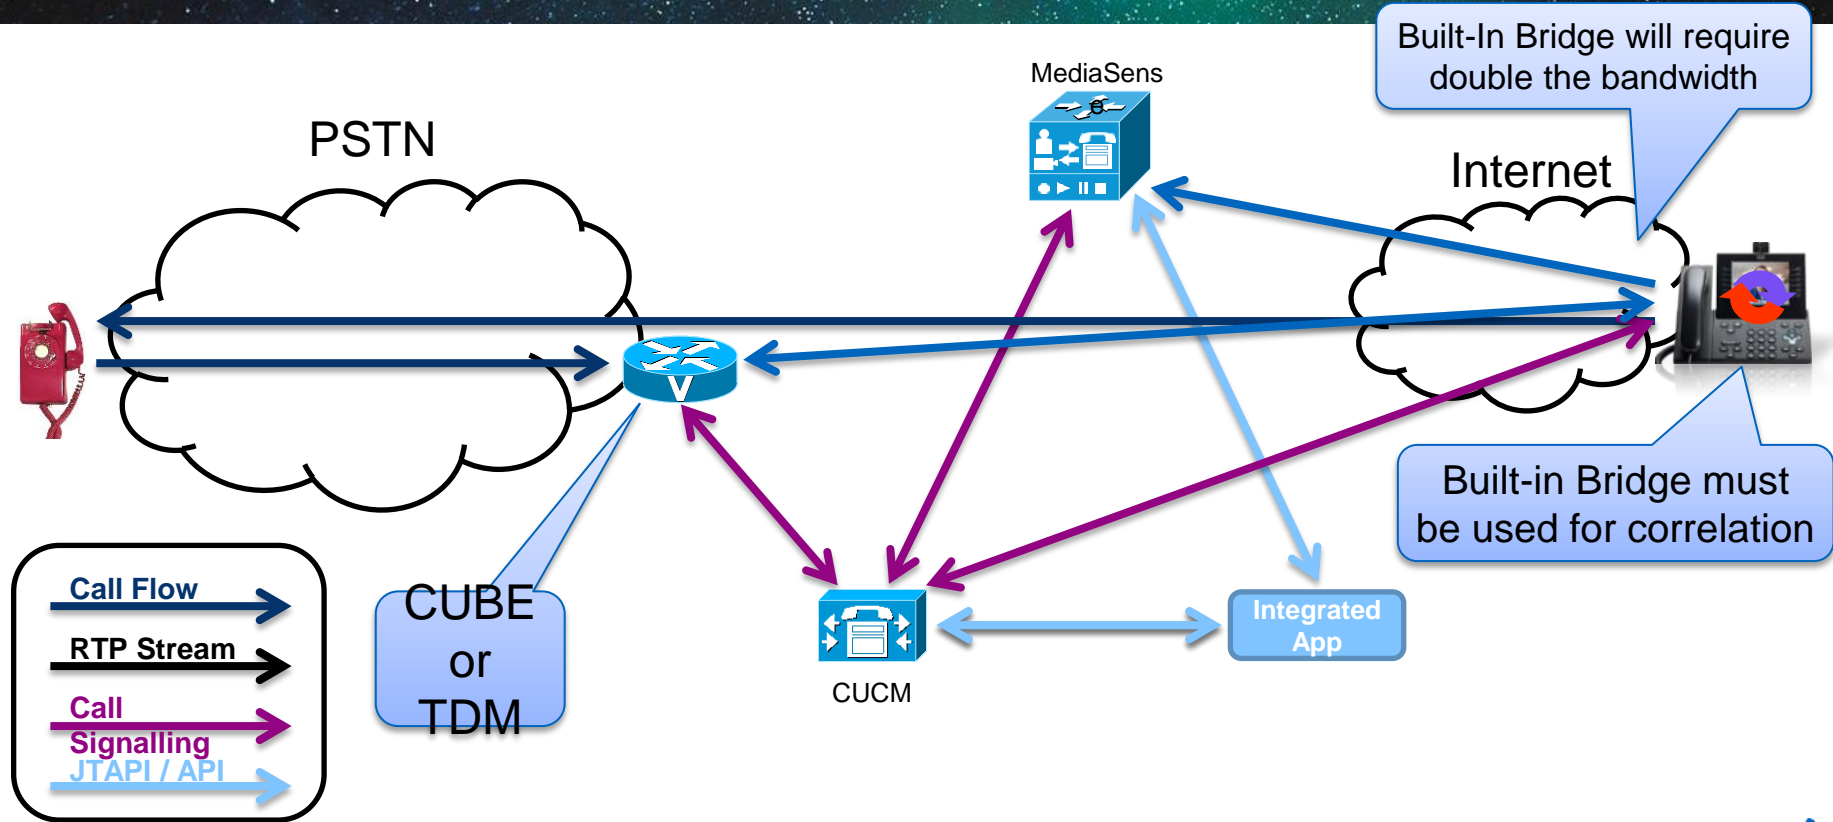 Built-In Bridge will require
double the bandwidth
MediaSens
e
PSTN
Internet
V
Built-in Bridge must
be used for correlation
Call Flow
RTP Stream
Call
Signalling
JTAPI / API
CUBE
or
TDM
Integrated
App
CUCM